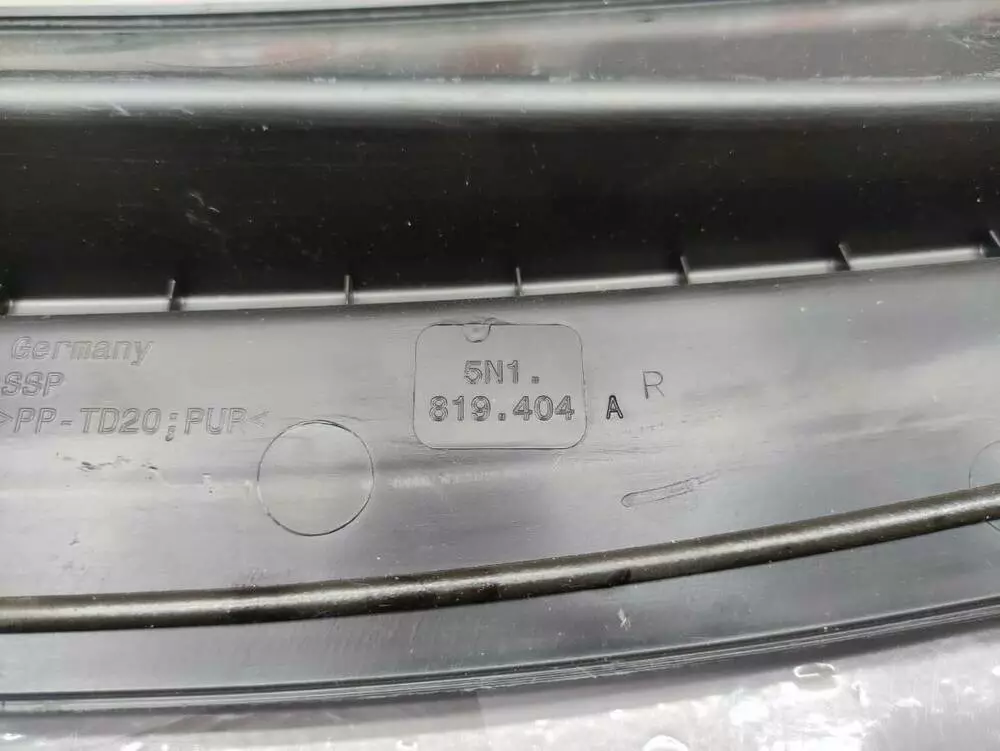 Germany
SSP
>PP-TD20;PUR<
5N1.
819.404 A
R